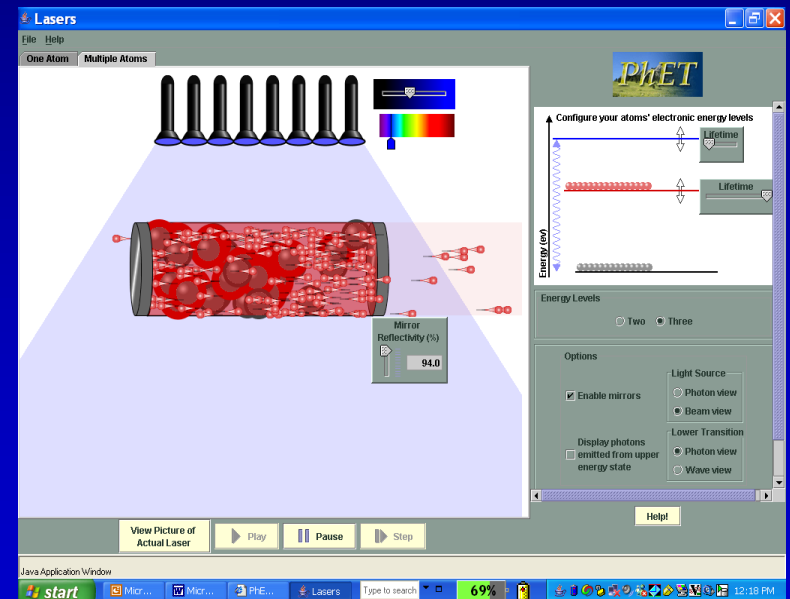 Lasers
File Help
One Atom Multiple Atoms
PhET
Configure your atoms' electronic energy levels
Lifetime
Lifetime
Energy (ev)
Energy Levels
Two Three
Mirror
Reflectivity (%)
94.0
Options
Enable mirrors
Display photons
emitted from upper
energy state
Light Source
Photon view
Beam view
Lower Transition
Photon view
Wave view
Help!
View Picture of
Actual Laser
Play Pause Step
Java Application Window
start Micr... Micr... PhE... Lasers Type to search 69% 12:18 PM